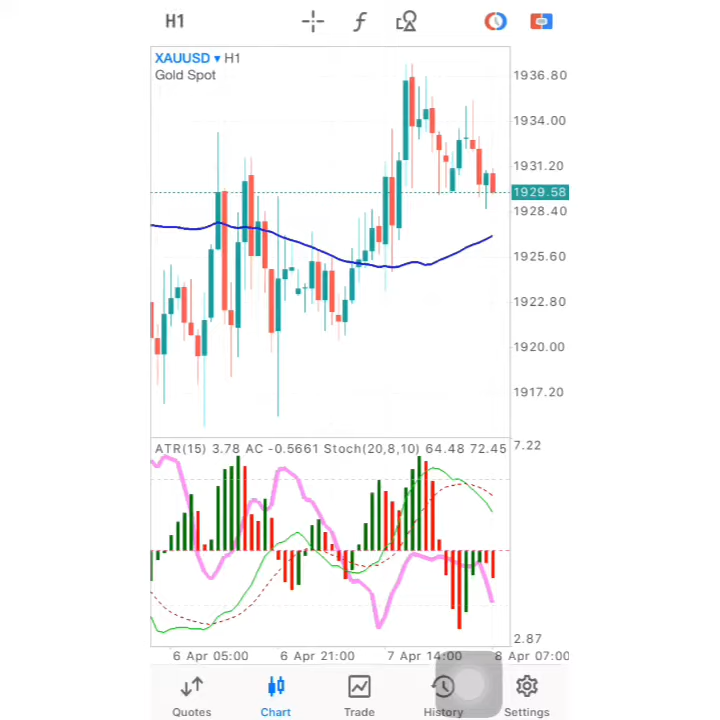 H1
XAUUSD ▾ H1
Gold Spot
1936.80
1934.00
1931.20
1929.58
1928.40
1925.60
1922.80
1920.00
1917.20
ATR(15) 3.78 AC -0.5661 Stoch(20,8,10) 64.48 72.45
7.22
2.87
6 Apr 05:00 6 Apr 21:00 7 Apr 14:00 8 Apr 07:00
Quotes Chart Trade History Settings